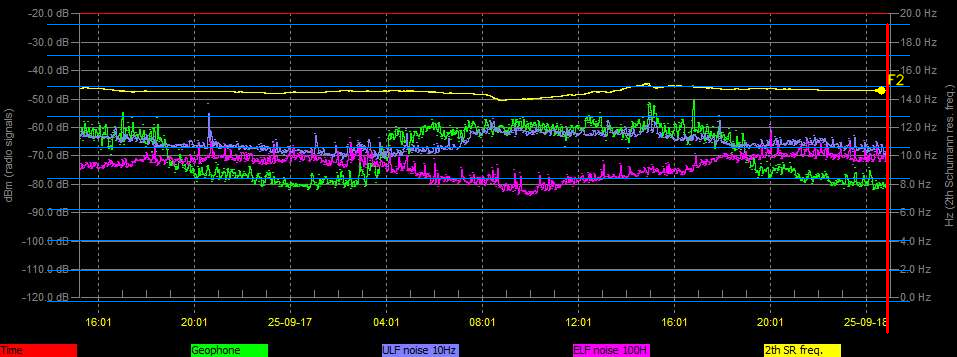 -20.0 dB 20.0 Hz
-30.0 dB 18.0 Hz
-40.0 dB 16.0 Hz
F2
-50.0 dB 14.0 Hz
-60.0 dB 12.0 Hz
-70.0 dB 10.0 Hz
-80.0 dB 8.0 Hz
-90.0 dB 6.0 Hz
-100.0 dB 4.0 Hz
-110.0 dB 2.0 Hz
-120.0 dB 0.0 Hz
dBm (radio signals)
Hz (2th Schumann res. freq.)
16:01 20:01 25-09-17 04:01 08:01 12:01 16:01 20:01 25-09-18
Time Geophone ULF noise 10Hz ELF noise 100H 2th SR freq.